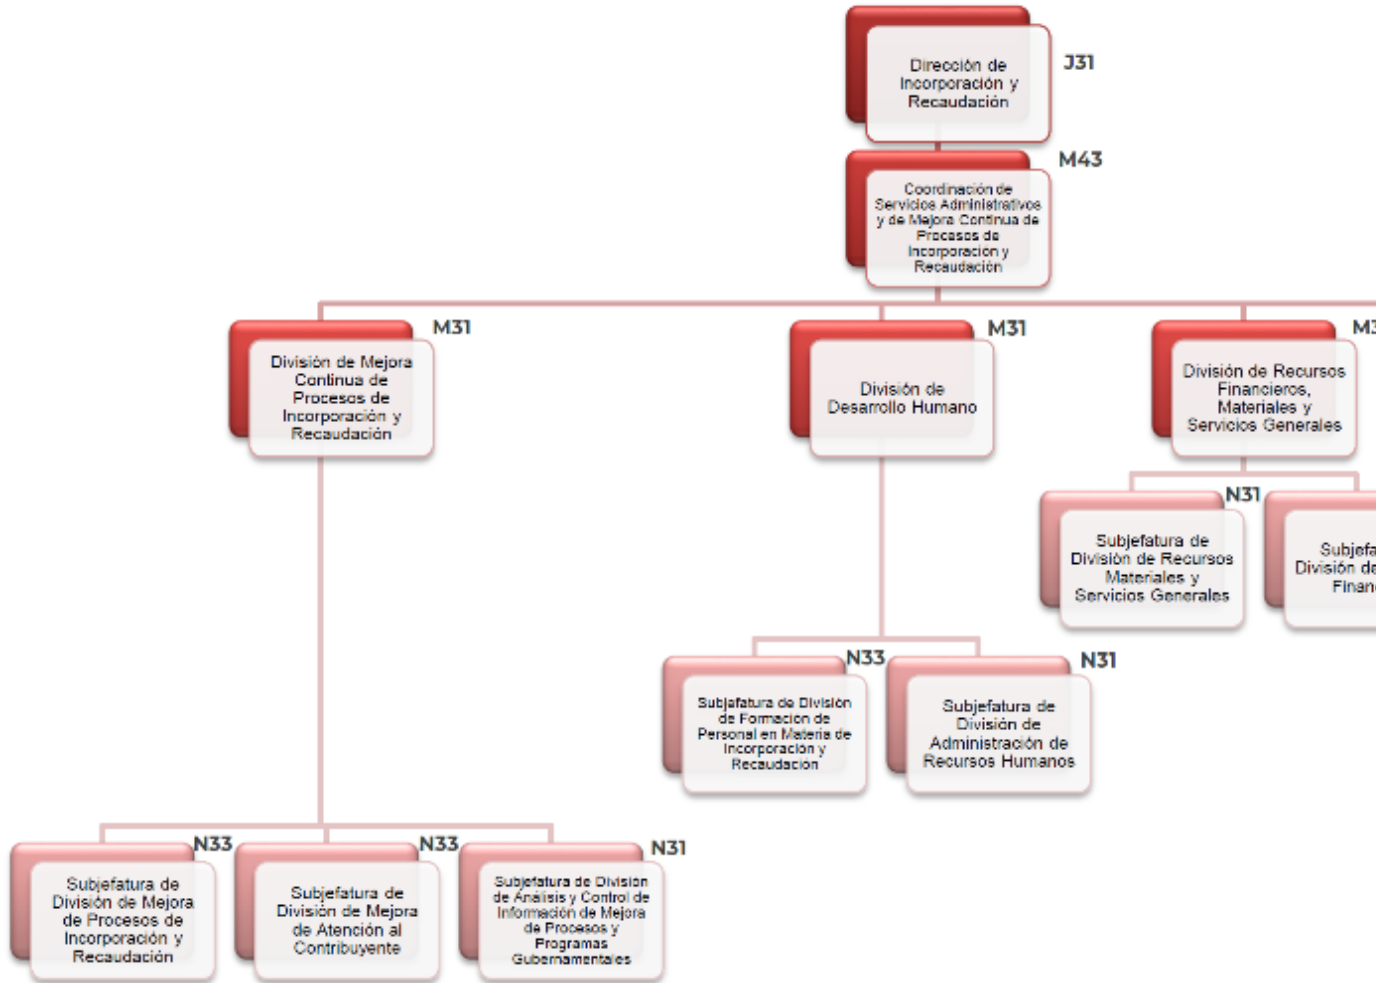 Dirección de
Incorporación y
Recaudación
J31
M43
Coordinación de
Servicios Administrativos
y de Mejora Continua de
Procesos de
Incorporación y
Recaudación
M31
División de Mejora
Continua de
Procesos de
Incorporación y
Recaudación
M31
División de
Desarrollo Humano
M3
División de Recursos
Financieros,
Materiales y
Servicios Generales
N31
Subjefatura de
División de Recursos
Materiales y
Servicios Generales
Subjefa
División de
Finan
N33
Subjefatura de División
de Formación de
Personal en Materia de
Incorporación y
Recaudación
N31
Subjefatura de
División de
Administración de
Recursos Humanos
N33
Subjefatura de
División de Mejora
de Procesos de
Incorporación y
Recaudación
N33
Subjefatura de
División de Mejora
de Atención al
Contribuyente
N31
Subjefatura de División
de Análisis y Control de
Información de Mejora
de Procesos y
Programas
Gubernamentales